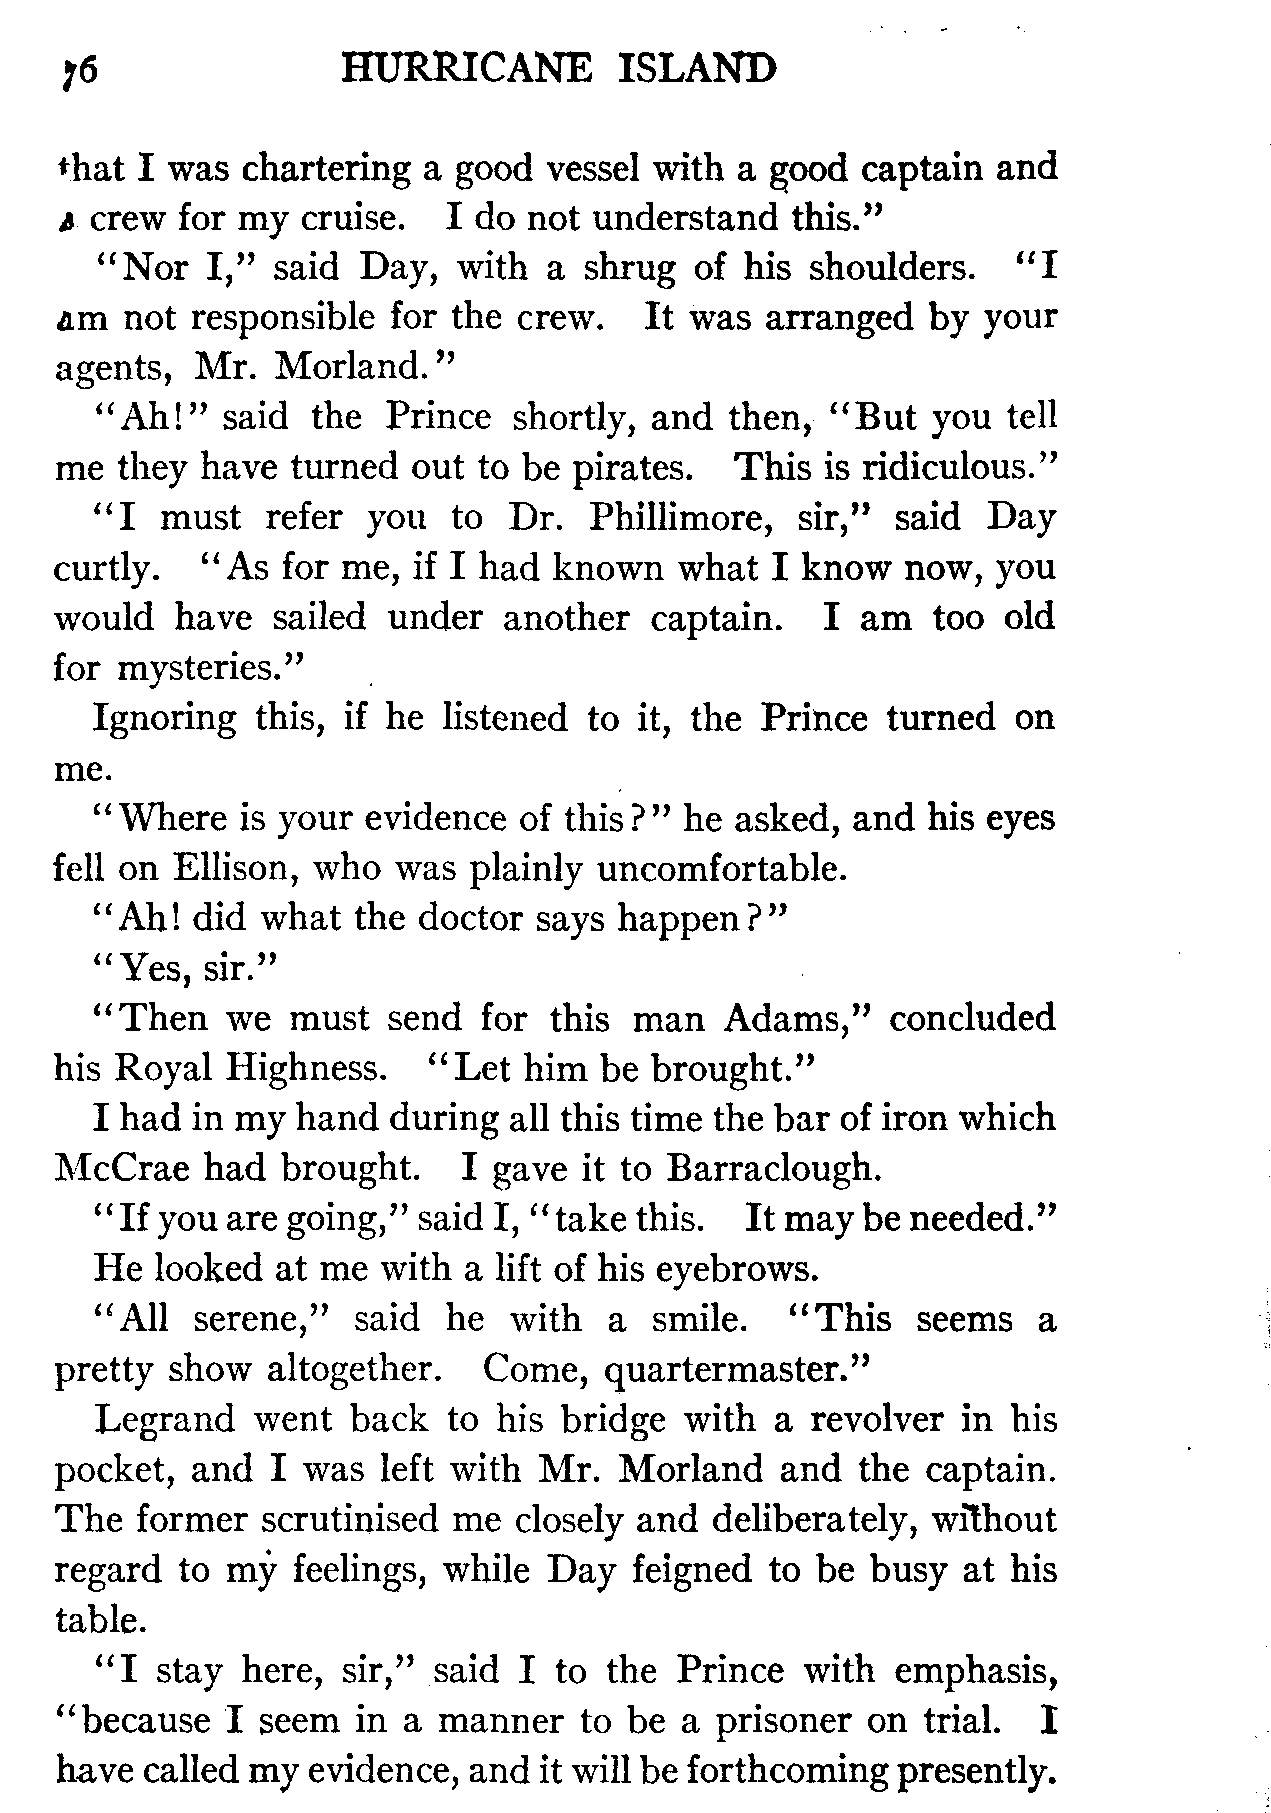 76 HURRICANE ISLAND
that I was chartering a good vessel with a good captain and
a crew for my cruise. I do not understand this."
"Nor I," said Day, with a shrug of his shoulders. "I
am not responsible for the crew. It was arranged by your
agents, Mr. Morland."
"Ah!" said the Prince shortly, and then, "But you tell
me they have turned out to be pirates. This is ridiculous."
"I must refer you to Dr. Phillimore, sir," said Day
curtly. "As for me, if I had known what I know now, you
would have sailed under another captain. I am too old
for mysteries."
Ignoring this, if he listened to it, the Prince turned on
me.
"Where is your evidence of this?" he asked, and his eyes
fell on Ellison, who was plainly uncomfortable.
"Ah! did what the doctor says happen?"
"Yes, sir."
"Then we must send for this man Adams," concluded
his Royal Highness. "Let him be brought."
I had in my hand during all this time the bar of iron which
McCrae had brought. I gave it to Barraclough.
"If you are going," said I, "take this. It may be needed."
He looked at me with a lift of his eyebrows.
"All serene," said he with a smile. "This seems a
pretty show altogether. Come, quartermaster."
Legrand went back to his bridge with a revolver in his
pocket, and I was left with Mr. Morland and the captain.
The former scrutinised me closely and deliberately, without
regard to my feelings, while Day feigned to be busy at his
table.
"I stay here, sir," said I to the Prince with emphasis,
"because I seem in a manner to be a prisoner on trial. I
have called my evidence, and it will be forthcoming presently.